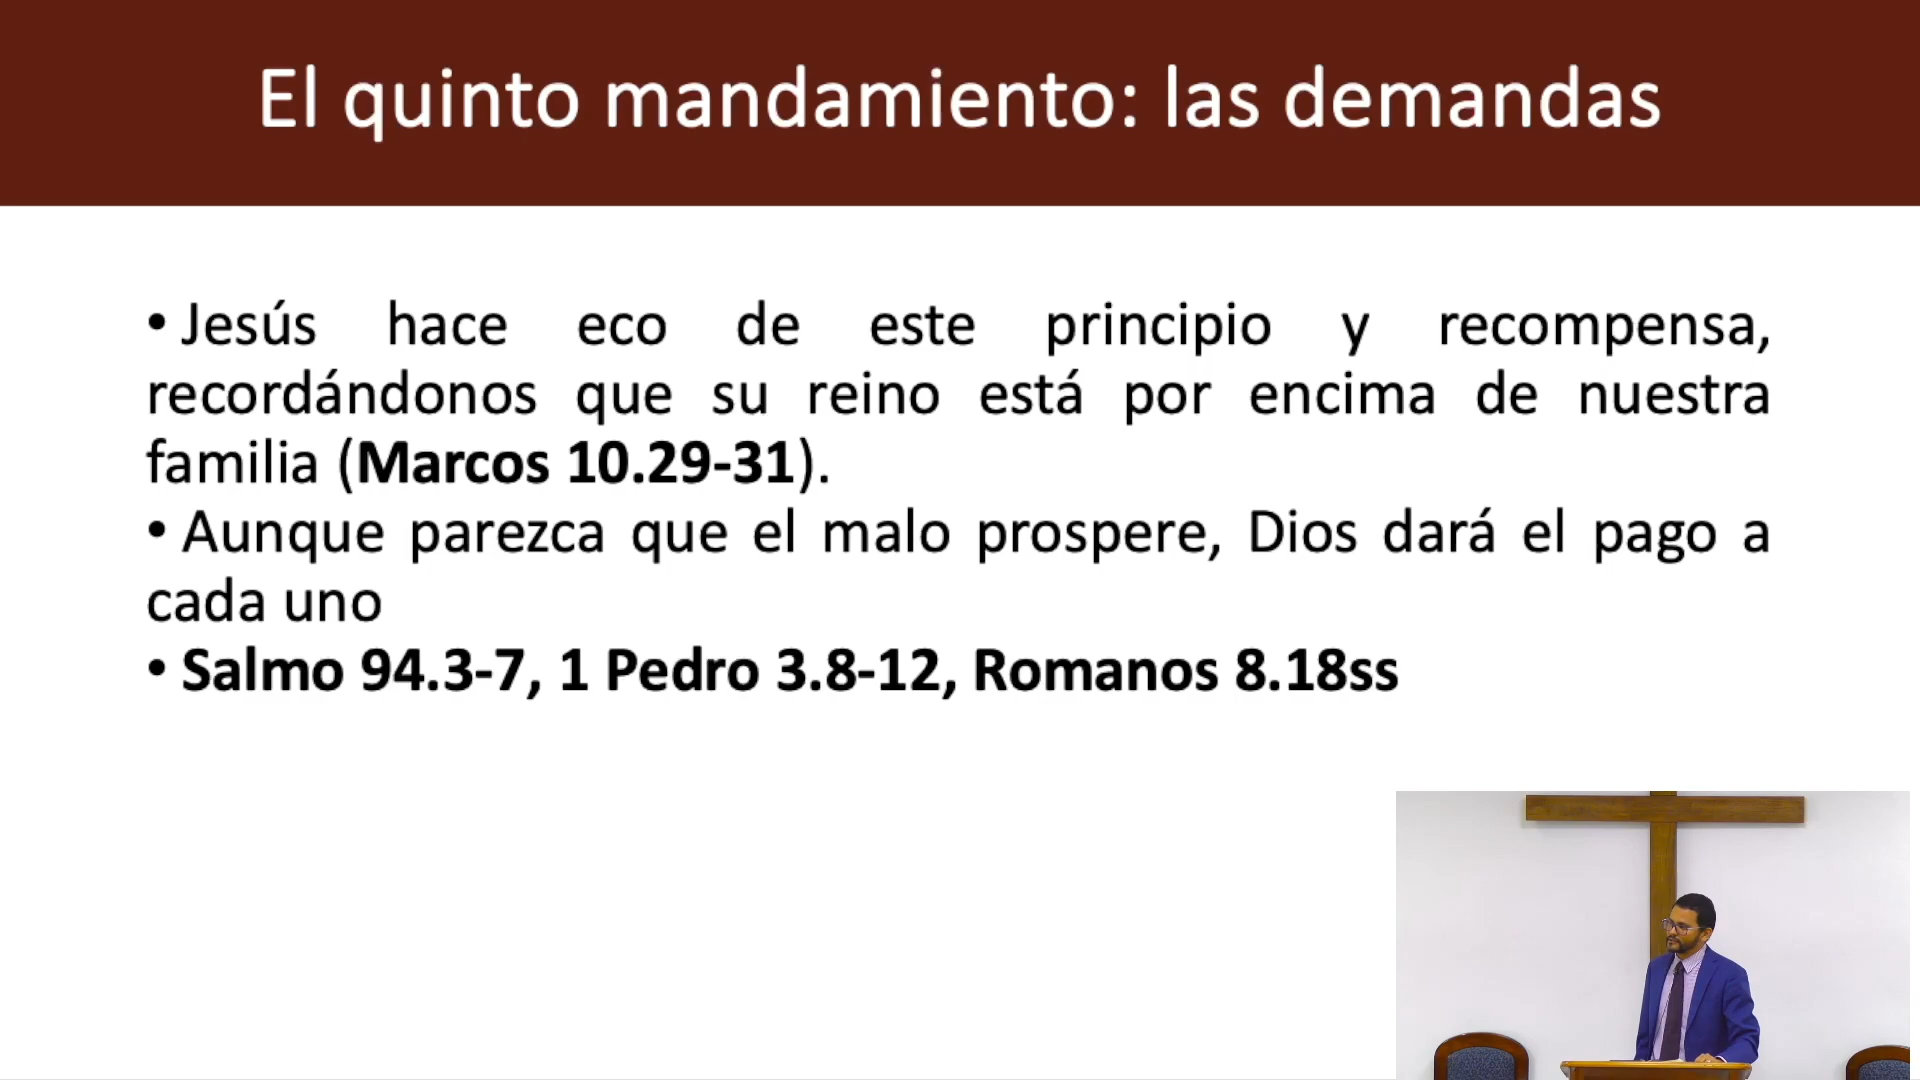 El quinto mandamiento: las demandas
• Jesús hace eco de este principio y recompensa,
recordándonos que su reino está por encima de nuestra
familia (Marcos 10.29-31).
• Aunque parezca que el malo prospere, Dios dará el pago a
cada uno
• Salmo 94.3-7, 1 Pedro 3.8-12, Romanos 8.18ss